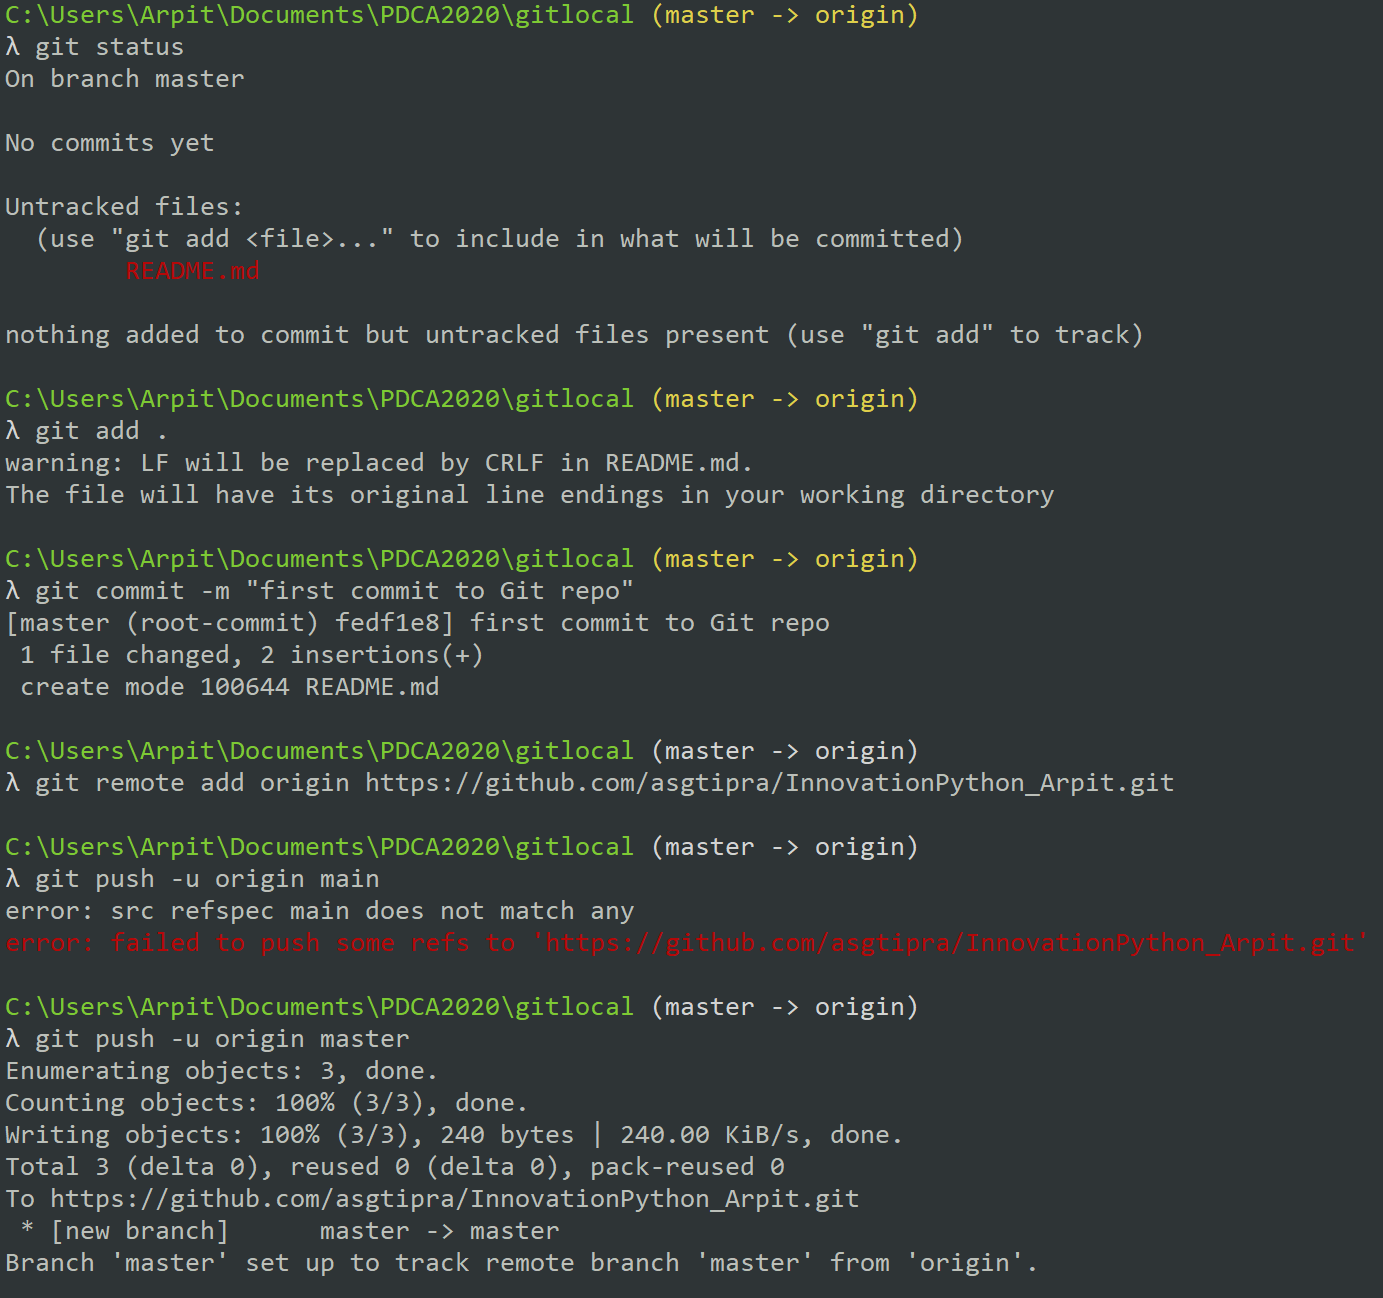 C:\Users\Arpit\Documents\PDCA2020\gitlocal (master -> origin)
λ git status
On branch master
No commits yet
Untracked files:
  (use "git add <file>..." to include in what will be committed)
        README.md
nothing added to commit but untracked files present (use "git add" to track)
C:\Users\Arpit\Documents\PDCA2020\gitlocal (master -> origin)
λ git add .
warning: LF will be replaced by CRLF in README.md.
The file will have its original line endings in your working directory
C:\Users\Arpit\Documents\PDCA2020\gitlocal (master -> origin)
λ git commit -m "first commit to Git repo"
[master (root-commit) fedf1e8] first commit to Git repo
 1 file changed, 2 insertions(+)
 create mode 100644 README.md
C:\Users\Arpit\Documents\PDCA2020\gitlocal (master -> origin)
λ git remote add origin https://github.com/asgtipra/InnovationPython_Arpit.git
C:\Users\Arpit\Documents\PDCA2020\gitlocal (master -> origin)
λ git push -u origin main
error: src refspec main does not match any
error: failed to push some refs to 'https://github.com/asgtipra/InnovationPython_Arpit.git'
C:\Users\Arpit\Documents\PDCA2020\gitlocal (master -> origin)
λ git push -u origin master
Enumerating objects: 3, done.
Counting objects: 100% (3/3), done.
Writing objects: 100% (3/3), 240 bytes | 240.00 KiB/s, done.
Total 3 (delta 0), reused 0 (delta 0), pack-reused 0
To https://github.com/asgtipra/InnovationPython_Arpit.git
 * [new branch]      master -> master
Branch 'master' set up to track remote branch 'master' from 'origin'.